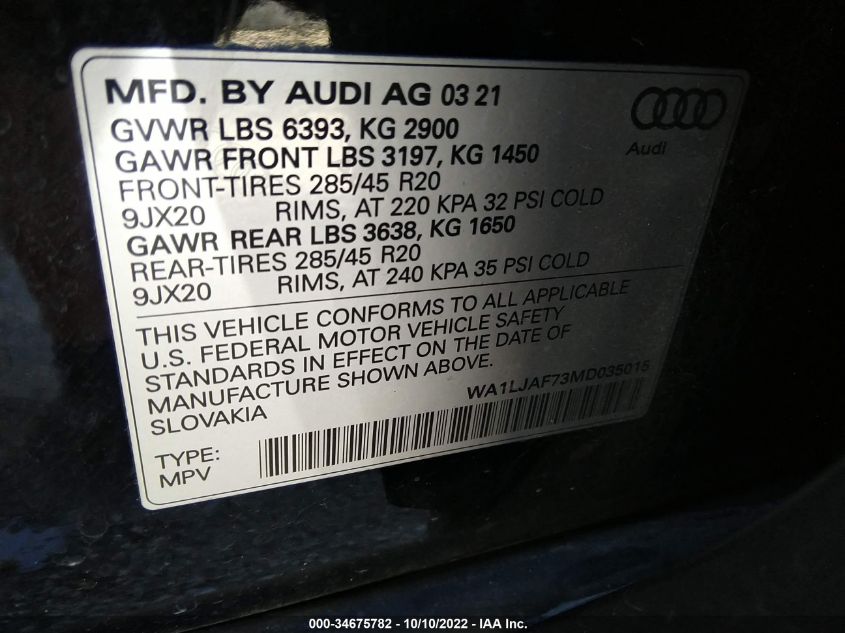 MFD. BY AUDI AG 03 21
GVWR LBS 6393, KG 2900
GAWR FRONT LBS 3197, KG 1450
FRONT-TIRES 285/45 R20
9JX20 RIMS, AT 220 KPA 32 PSI COLD
GAWR REAR LBS 3638, KG 1650
REAR-TIRES 285/45 R20
9JX20 RIMS, AT 240 KPA 35 PSI COLD
Audi
THIS VEHICLE CONFORMS TO ALL APPLICABLE
U.S. FEDERAL MOTOR VEHICLE SAFETY
STANDARDS IN EFFECT ON THE DATE OF
MANUFACTURE SHOWN ABOVE.
SLOVAKIA
WA1LJAF73MD035015
TYPE:
MPV
000-34675782 - 10/10/2022 - IAA Inc.